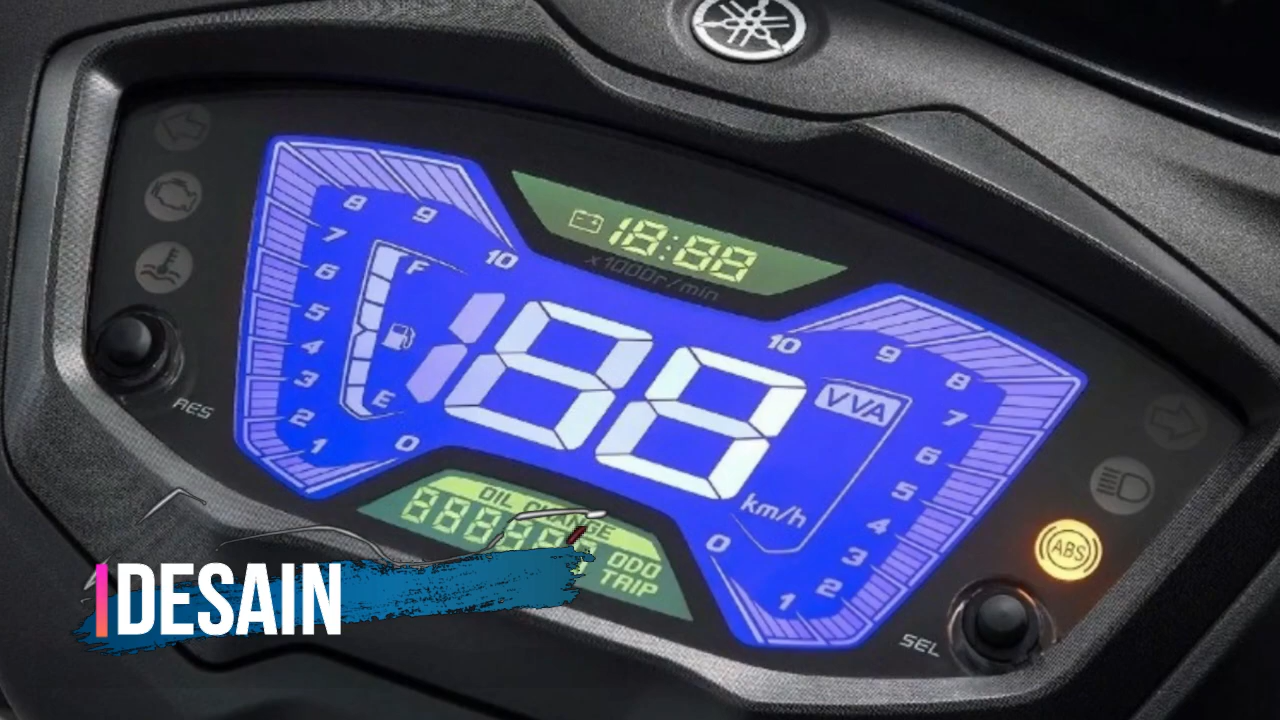 18:88
x1000r/min
8 9 10
7
6
5
4
3
2
1
0
F
E
188
km/h
VVA
10 9 8
7
6
5
4
3
2
1
0
RES
OIL CHANGE
ODO
TRIP
ABS
SEL
DESAIN